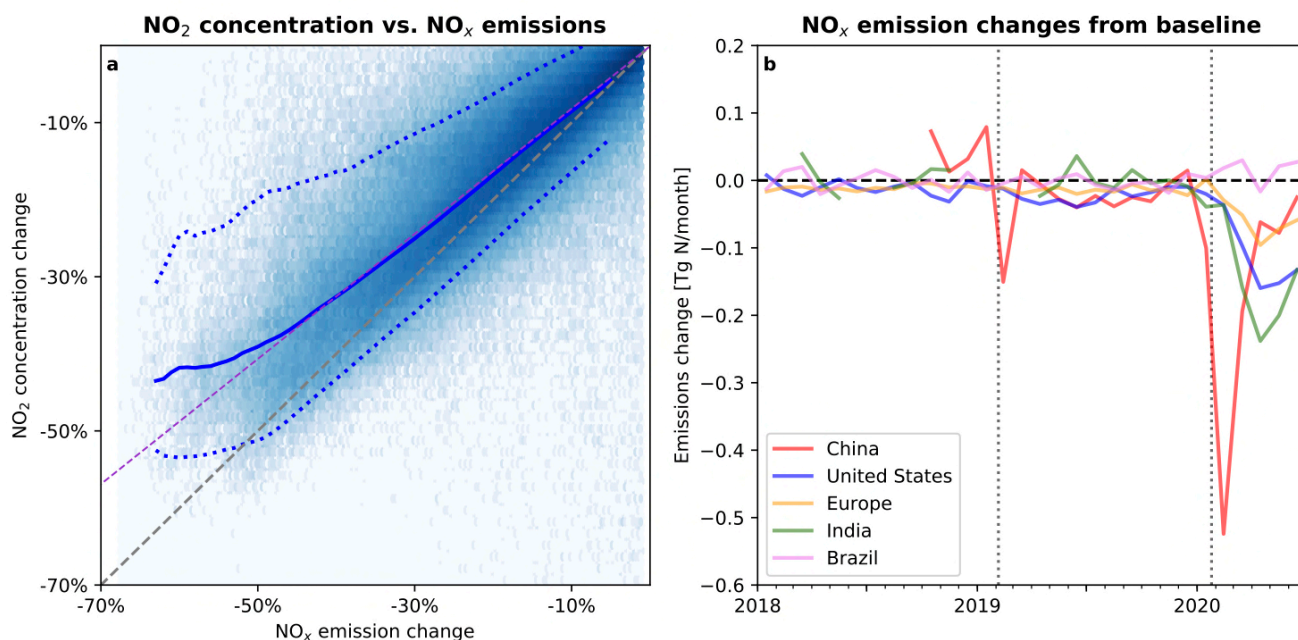 NO₂ concentration vs. NOₓ emissions
a
-10%
-30%
-50%
-70%
NO₂ concentration change
-70%
-50%
-30%
-10%
NOₓ emission change
NOₓ emission changes from baseline
b
0.2
0.1
0.0
−0.1
−0.2
−0.3
−0.4
−0.5
−0.6
Emissions change [Tg N/month]
China
United States
Europe
India
Brazil
2018
2019
2020